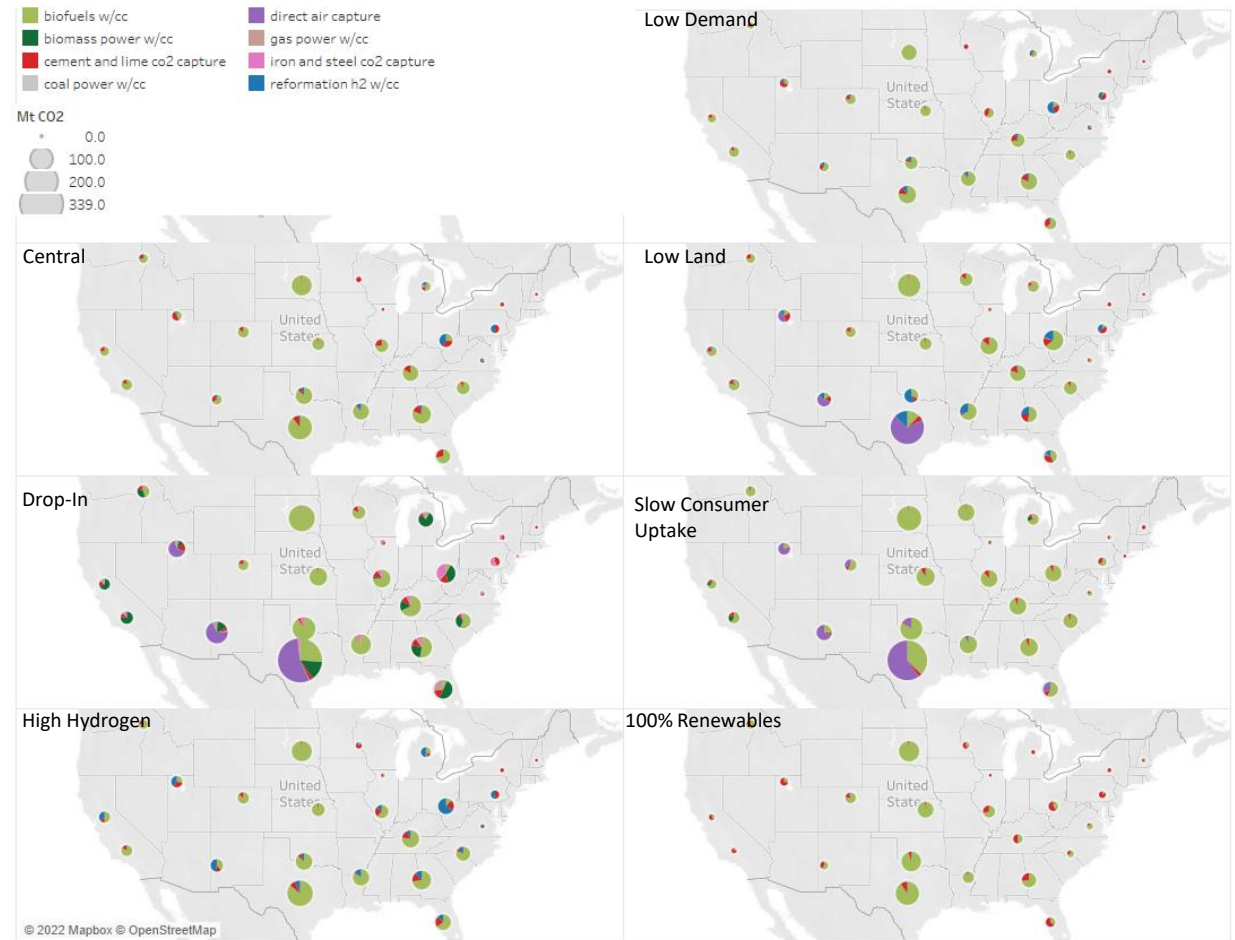 biofuels w/cc
biomass power w/cc
cement and lime co2 capture
coal power w/cc
direct air capture
gas power w/cc
iron and steel co2 capture
reformation h2 w/cc
Mt CO2
0.0
100.0
200.0
339.0
Low Demand
United
States
Central
United
States
Low Land
United
States
Drop-In
United
States
Slow Consumer
Uptake
United
States
High Hydrogen
United
States
100% Renewables
United
States
© 2022 Mapbox © OpenStreetMap